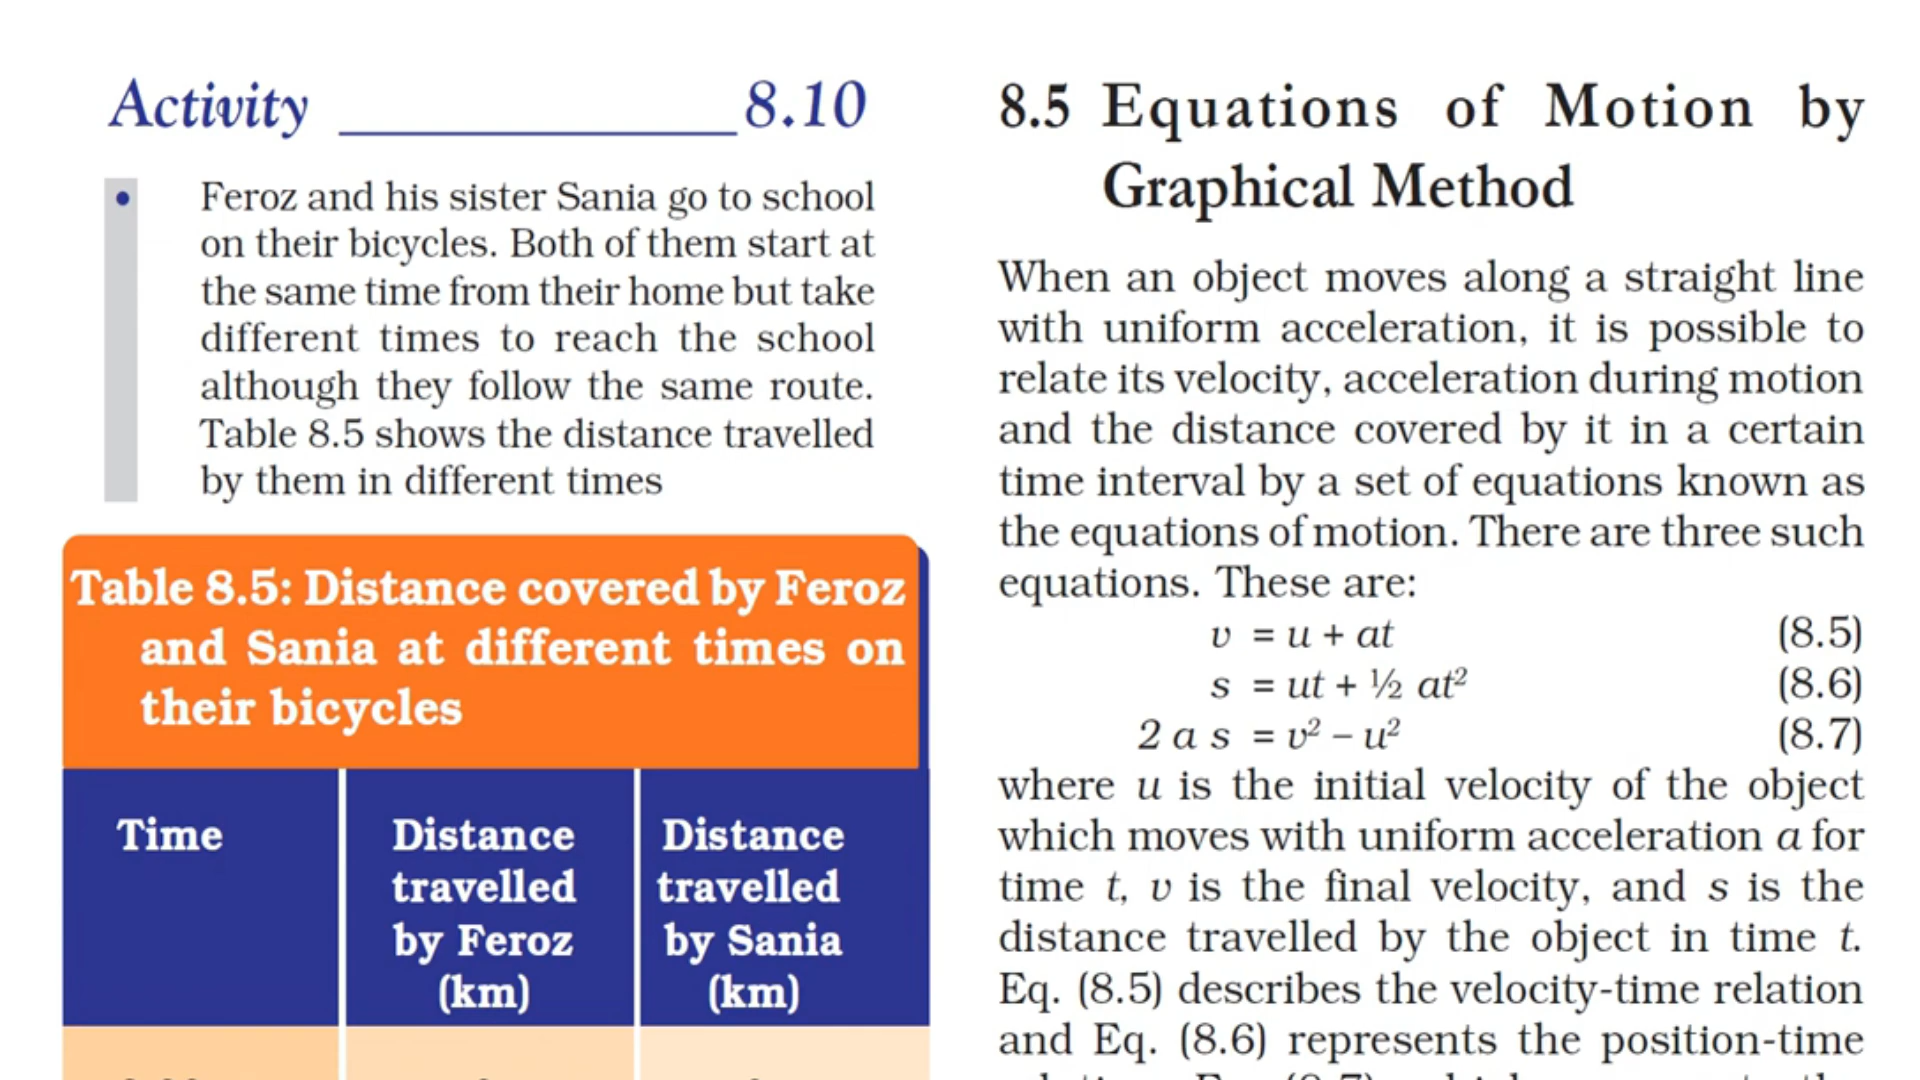 Activity 8.10
• Feroz and his sister Sania go to school
on their bicycles. Both of them start at
the same time from their home but take
different times to reach the school
although they follow the same route.
Table 8.5 shows the distance travelled
by them in different times
Table 8.5: Distance covered by Feroz
and Sania at different times on
their bicycles
Time
Distance
travelled
by Feroz
(km)
Distance
travelled
by Sania
(km)
8.5 Equations of Motion by
Graphical Method
When an object moves along a straight line
with uniform acceleration, it is possible to
relate its velocity, acceleration during motion
and the distance covered by it in a certain
time interval by a set of equations known as
the equations of motion. There are three such
equations. These are:
v = u + at (8.5)
s = ut + ½ at² (8.6)
2 a s = v² – u² (8.7)
where u is the initial velocity of the object
which moves with uniform acceleration a for
time t, v is the final velocity, and s is the
distance travelled by the object in time t.
Eq. (8.5) describes the velocity-time relation
and Eq. (8.6) represents the position-time